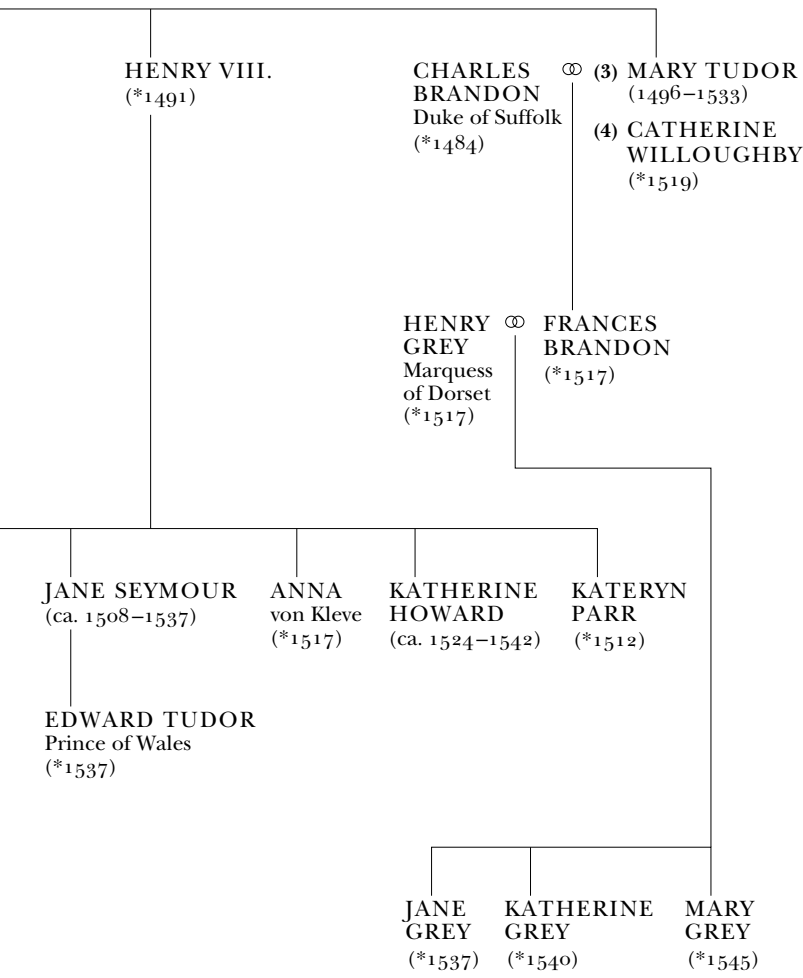 HENRY VIII.
(*1491)
CHARLES
BRANDON
Duke of Suffolk
(*1484)
⚭ (3) MARY TUDOR
(1496–1533)
(4) CATHERINE
WILLOUGHBY
(*1519)
HENRY ⚭
GREY
Marquess
of Dorset
(*1517)
FRANCES
BRANDON
(*1517)
JANE SEYMOUR
(ca. 1508–1537)
ANNA
von Kleve
(*1517)
KATHERINE
HOWARD
(ca. 1524–1542)
KATERYN
PARR
(*1512)
EDWARD TUDOR
Prince of Wales
(*1537)
JANE
GREY
(*1537)
KATHERINE
GREY
(*1540)
MARY
GREY
(*1545)